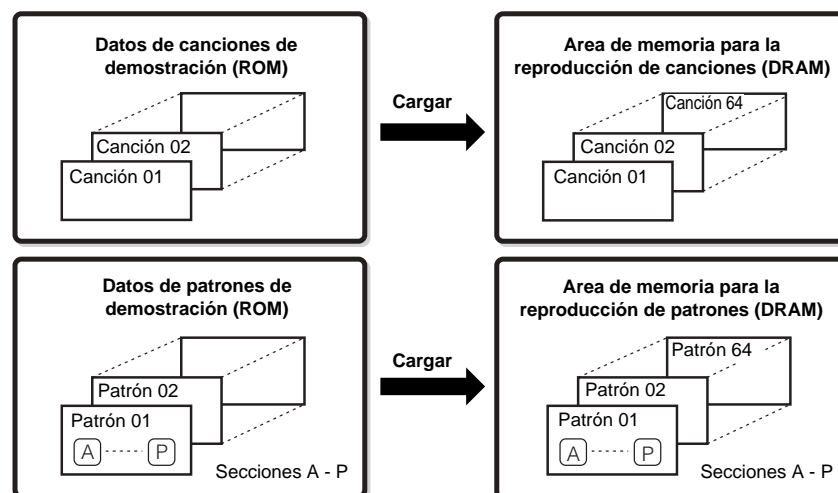 Datos de canciones de
demostración (ROM)
Canción 02
Canción 01
Cargar
Area de memoria para la
reproducción de canciones (DRAM)
Canción 64
Canción 02
Canción 01
Datos de patrones de
demostración (ROM)
Patrón 02
Patrón 01
A P
Secciones A - P
Cargar
Area de memoria para la
reproducción de patrones (DRAM)
Patrón 64
Patrón 02
Patrón 01
A P
Secciones A - P